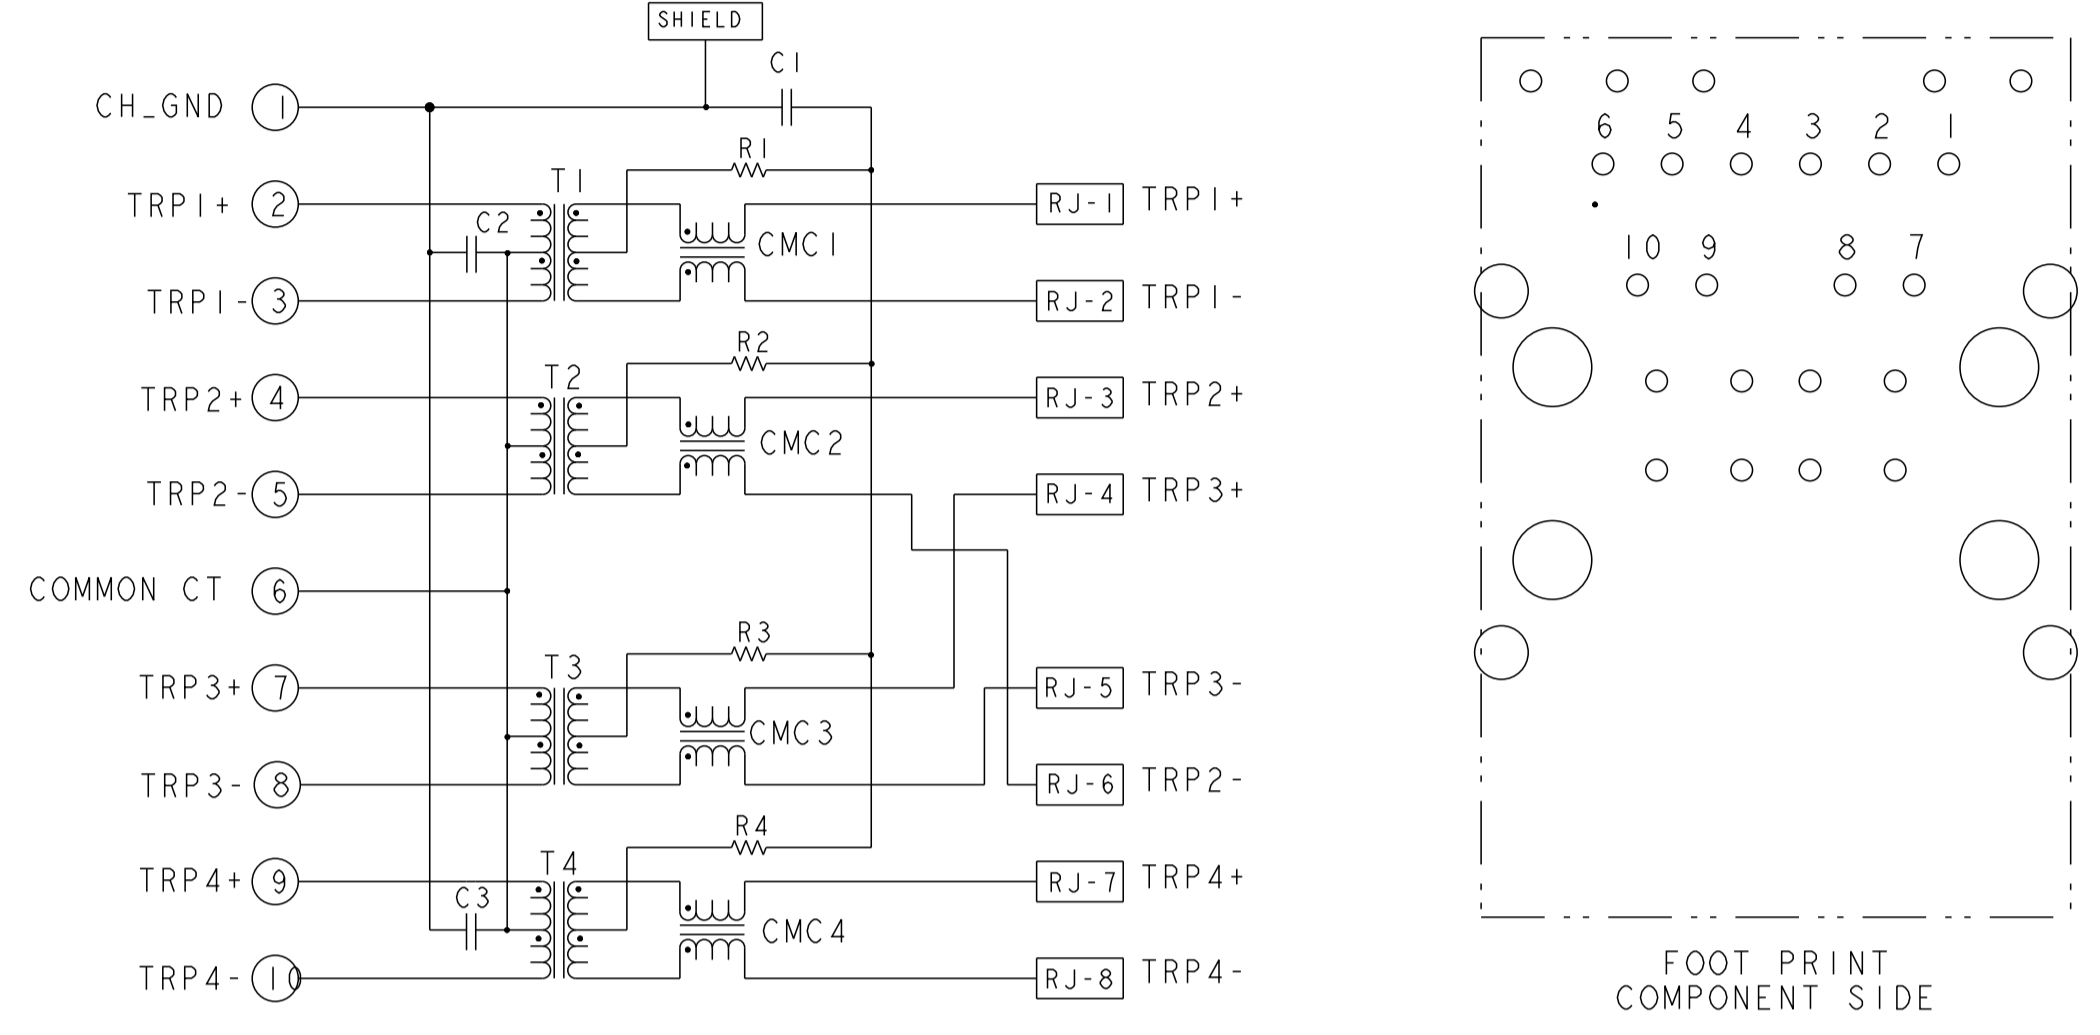 SHIELD
C1
CH_GND 1
R1
T1
TRP1+ 2
RJ-1 TRP1+
C2
CMC1
TRP1- 3
RJ-2 TRP1-
R2
T2
TRP2+ 4
RJ-3 TRP2+
CMC2
TRP2- 5
RJ-4 TRP3+
COMMON CT 6
R3
T3
TRP3+ 7
RJ-5 TRP3-
CMC3
TRP3- 8
RJ-6 TRP2-
R4
T4
TRP4+ 9
RJ-7 TRP4+
C3
CMC4
TRP4- 10
RJ-8 TRP4-
6 5 4 3 2 1
10 9 8 7
FOOT PRINT
COMPONENT SIDE